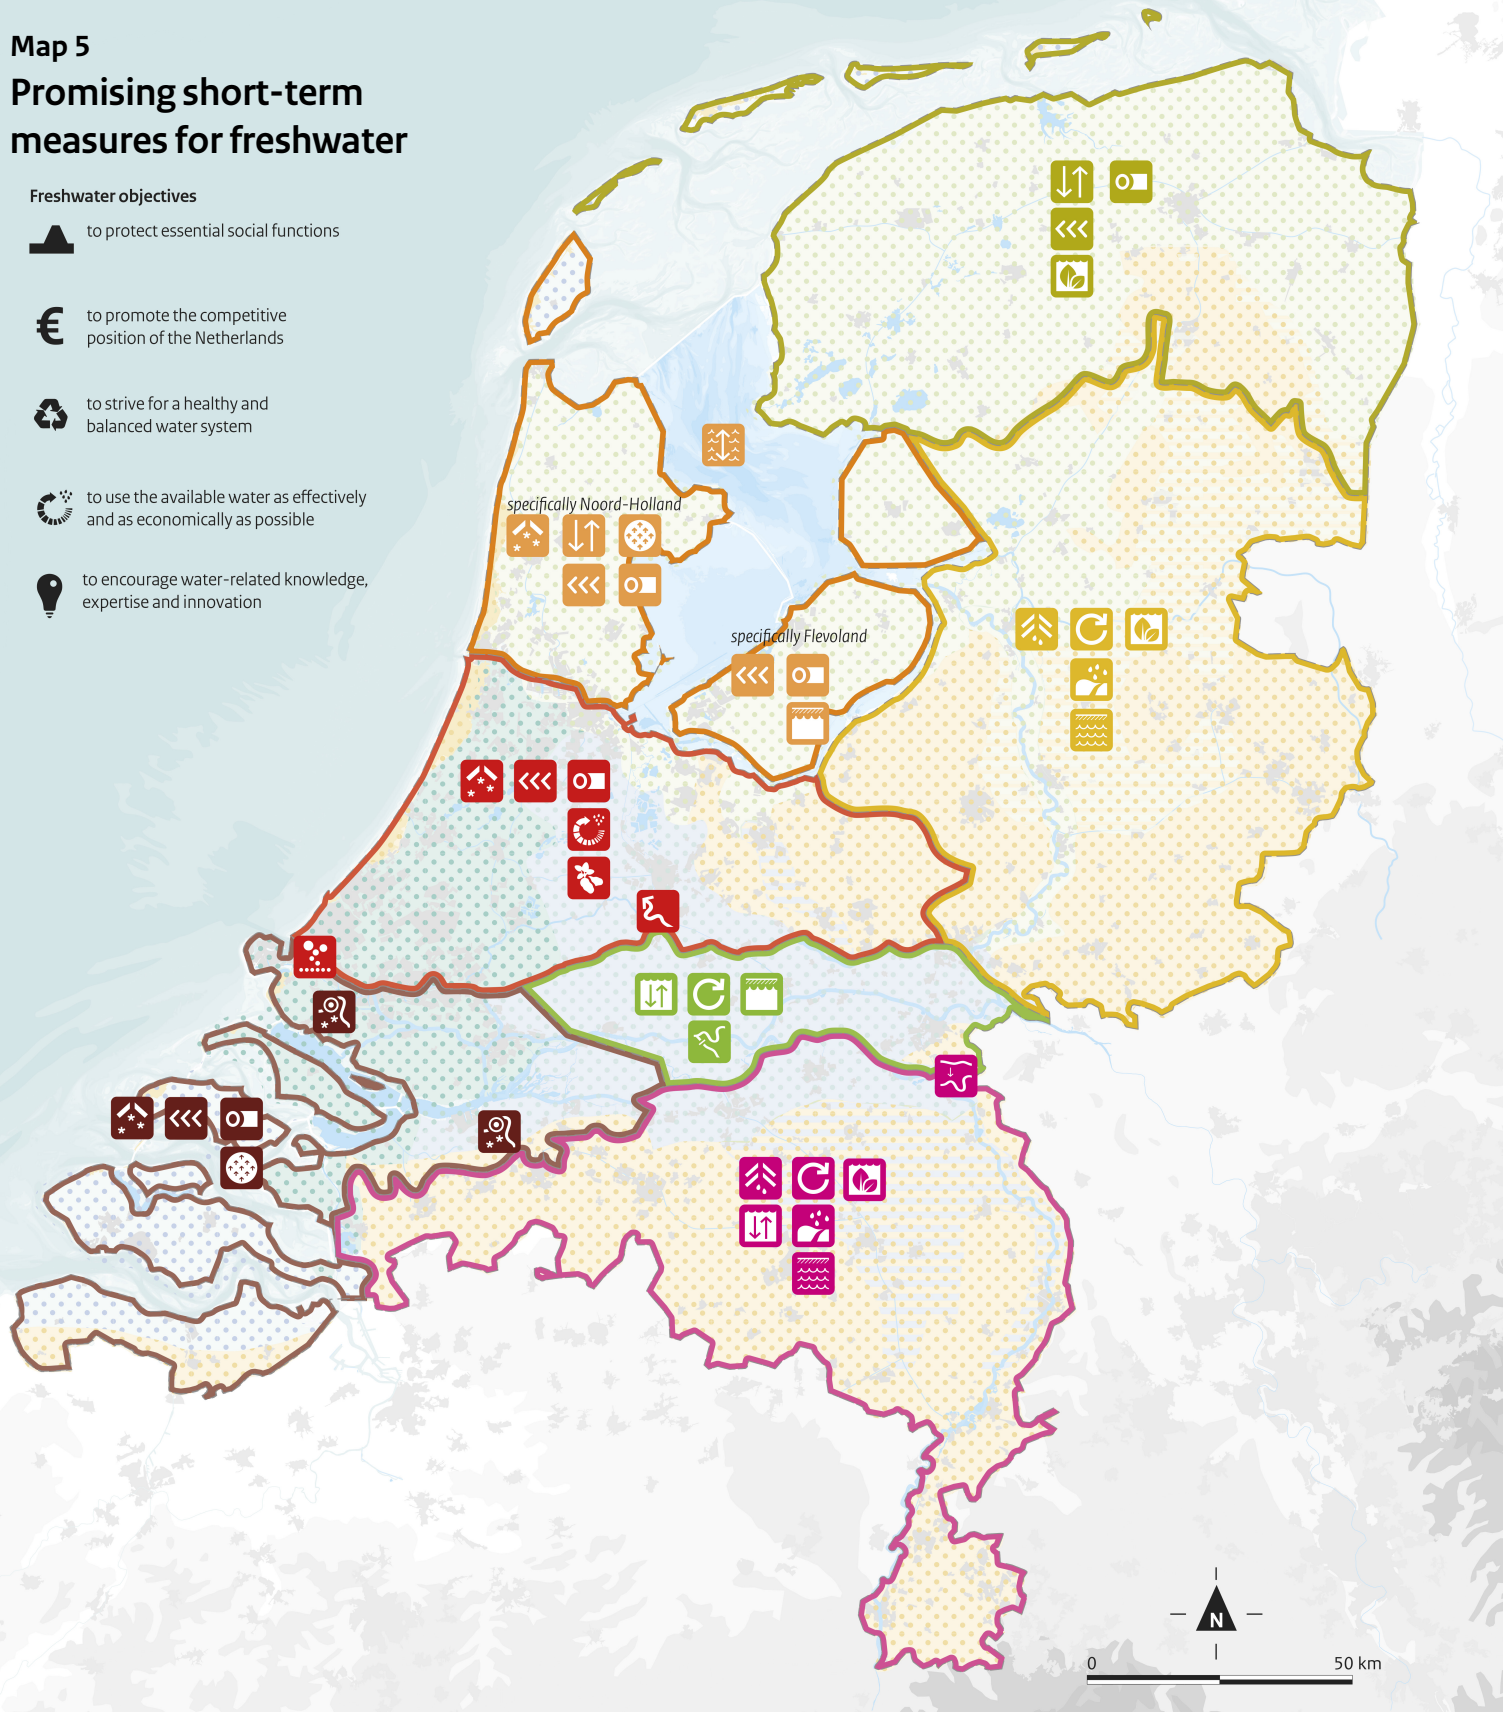 Map 5
Promising short-term
measures for freshwater
Freshwater objectives
to protect essential social functions
€
to promote the competitive
position of the Netherlands
to strive for a healthy and
balanced water system
to use the available water as effectively
and as economically as possible
to encourage water-related knowledge,
expertise and innovation
specifically Noord-Holland
specifically Flevoland
N
0 50 km